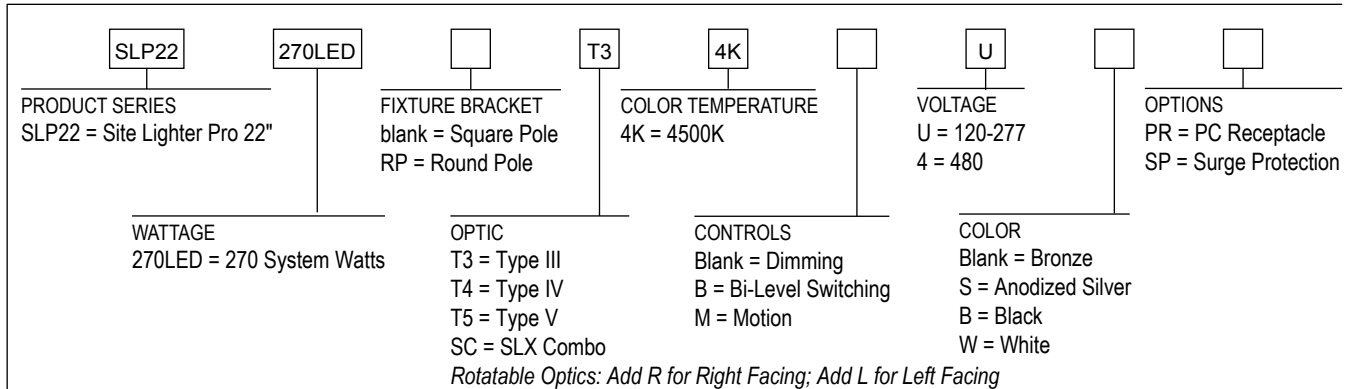 SLP22 270LED T3 4K U
PRODUCT SERIES
SLP22 = Site Lighter Pro 22"
FIXTURE BRACKET
blank = Square Pole
RP = Round Pole
COLOR TEMPERATURE
4K = 4500K
VOLTAGE
U = 120-277
4 = 480
OPTIONS
PR = PC Receptacle
SP = Surge Protection
WATTAGE
270LED = 270 System Watts
OPTIC
T3 = Type III
T4 = Type IV
T5 = Type V
SC = SLX Combo
Rotatable Optics: Add R for Right Facing; Add L for Left Facing
CONTROLS
Blank = Dimming
B = Bi-Level Switching
M = Motion
COLOR
Blank = Bronze
S = Anodized Silver
B = Black
W = White